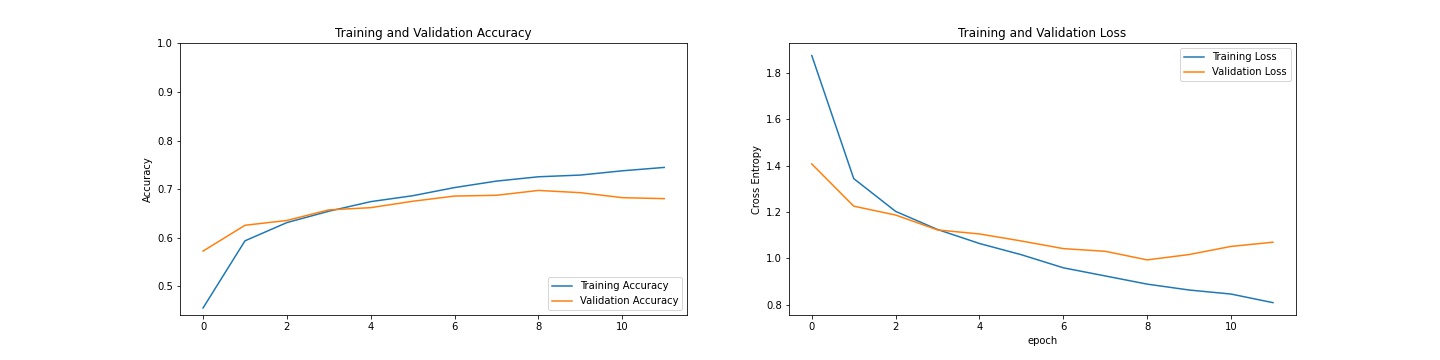 Training and Validation Accuracy
1.0
0.9
0.8
0.7
0.6
0.5
Accuracy
0 2 4 6 8 10
Training Accuracy
Validation Accuracy
Training and Validation Loss
1.8
1.6
1.4
1.2
1.0
0.8
Cross Entropy
0 2 4 6 8 10
epoch
Training Loss
Validation Loss